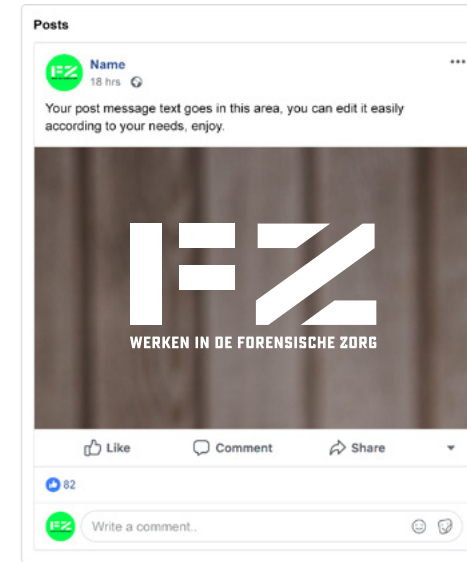 Posts
FZ
Name
18 hrs
Your post message text goes in this area, you can edit it easily
according to your needs, enjoy.
FZ
WERKEN IN DE FORENSISCHE ZORG
Like Comment Share
82
FZ
Write a comment..